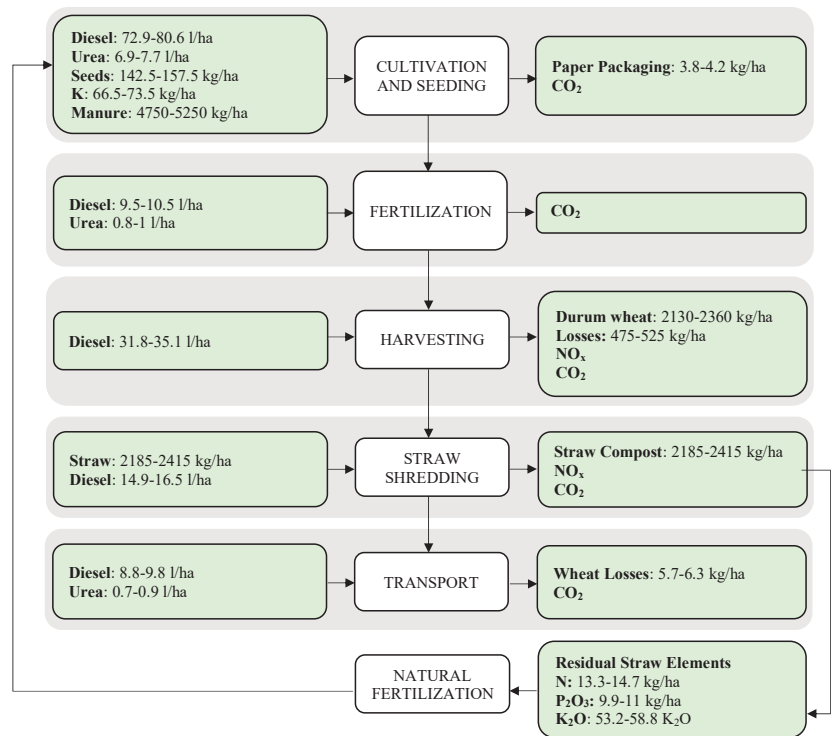 Diesel: 72.9-80.6 l/ha
Urea: 6.9-7.7 l/ha
Seeds: 142.5-157.5 kg/ha
K: 66.5-73.5 kg/ha
Manure: 4750-5250 kg/ha
CULTIVATION
AND SEEDING
Paper Packaging: 3.8-4.2 kg/ha
CO₂
Diesel: 9.5-10.5 l/ha
Urea: 0.8-1 l/ha
FERTILIZATION
CO₂
Diesel: 31.8-35.1 l/ha
HARVESTING
Durum wheat: 2130-2360 kg/ha
Losses: 475-525 kg/ha
NOₓ
CO₂
Straw: 2185-2415 kg/ha
Diesel: 14.9-16.5 l/ha
STRAW
SHREDDING
Straw Compost: 2185-2415 kg/ha
NOₓ
CO₂
Diesel: 8.8-9.8 l/ha
Urea: 0.7-0.9 l/ha
TRANSPORT
Wheat Losses: 5.7-6.3 kg/ha
CO₂
NATURAL
FERTILIZATION
Residual Straw Elements
N: 13.3-14.7 kg/ha
P₂O₃: 9.9-11 kg/ha
K₂O: 53.2-58.8 K₂O